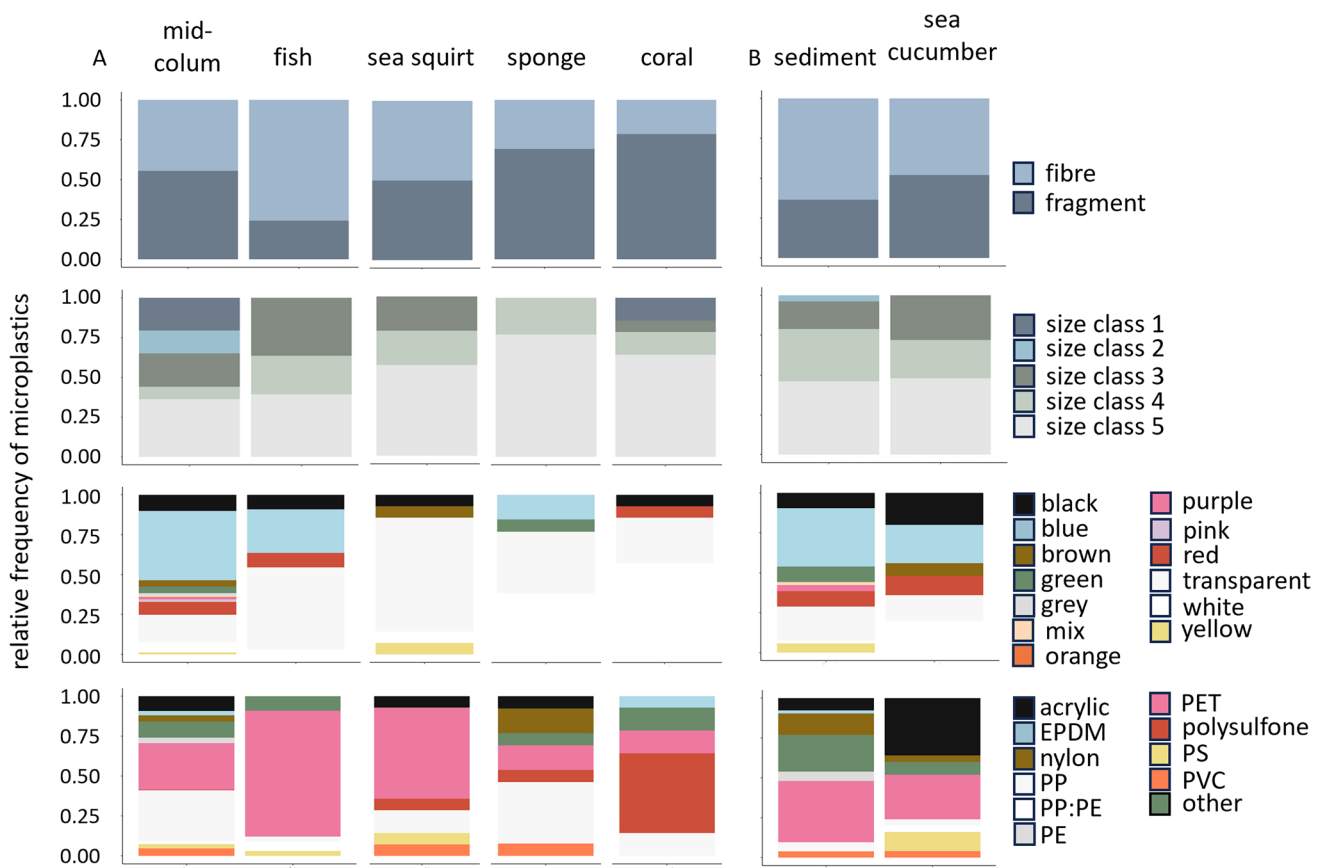 A mid- colum fish sea squirt sponge coral B sediment sea cucumber
relative frequency of microplastics
1.00
0.75
0.50
0.25
0.00
fibre
fragment
1.00
0.75
0.50
0.25
0.00
size class 1
size class 2
size class 3
size class 4
size class 5
1.00
0.75
0.50
0.25
0.00
black purple
blue pink
brown red
green transparent
grey white
mix yellow
orange
1.00
0.75
0.50
0.25
0.00
acrylic PET
EPDM polysulfone
nylon PS
PP PVC
PP:PE other
PE